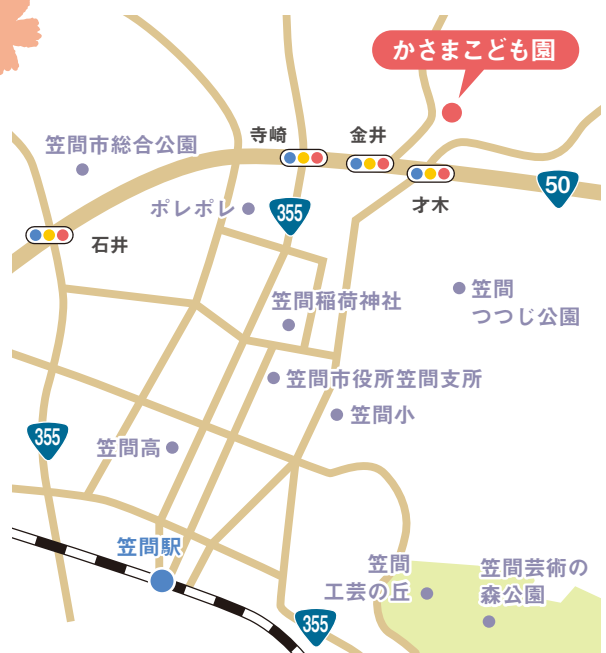 かさまこども園
寺崎
金井
笠間市総合公園
50
ポレポレ
355
才木
石井
笠間
つつじ公園
笠間稲荷神社
笠間市役所笠間支所
笠間小
355
笠間高
笠間駅
笠間
工芸の丘
笠間芸術の
森公園
355